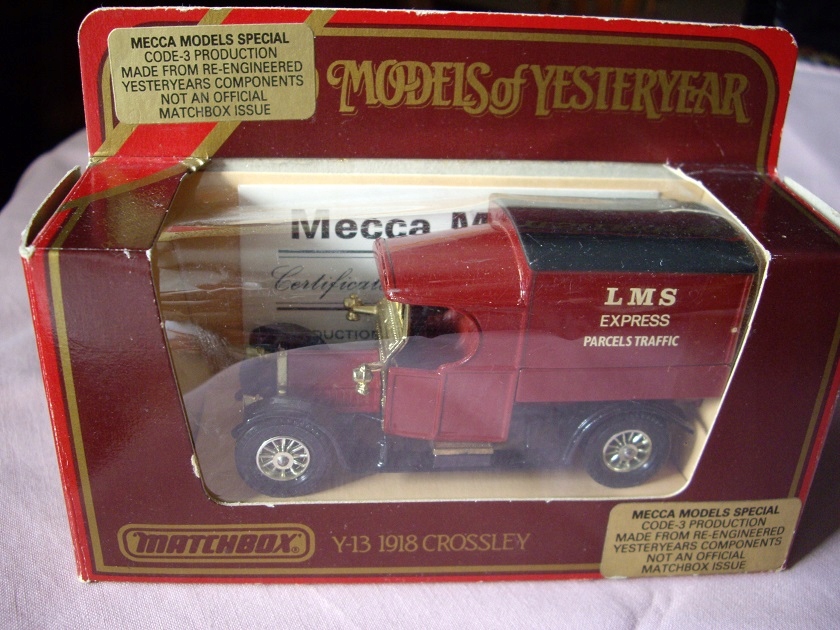 MECCA MODELS SPECIAL
CODE-3 PRODUCTION
MADE FROM RE-ENGINEERED
YESTERYEARS COMPONENTS
NOT AN OFFICIAL
MATCHBOX ISSUE
MODELS of YESTERYEAR
Mecca
LMS
EXPRESS
PARCELS TRAFFIC
MATCHBOX®
Y-13 1918 CROSSLEY
MECCA MODELS SPECIAL
CODE-3 PRODUCTION
MADE FROM RE-ENGINEERED
YESTERYEARS COMPONENTS
NOT AN OFFICIAL
MATCHBOX ISSUE